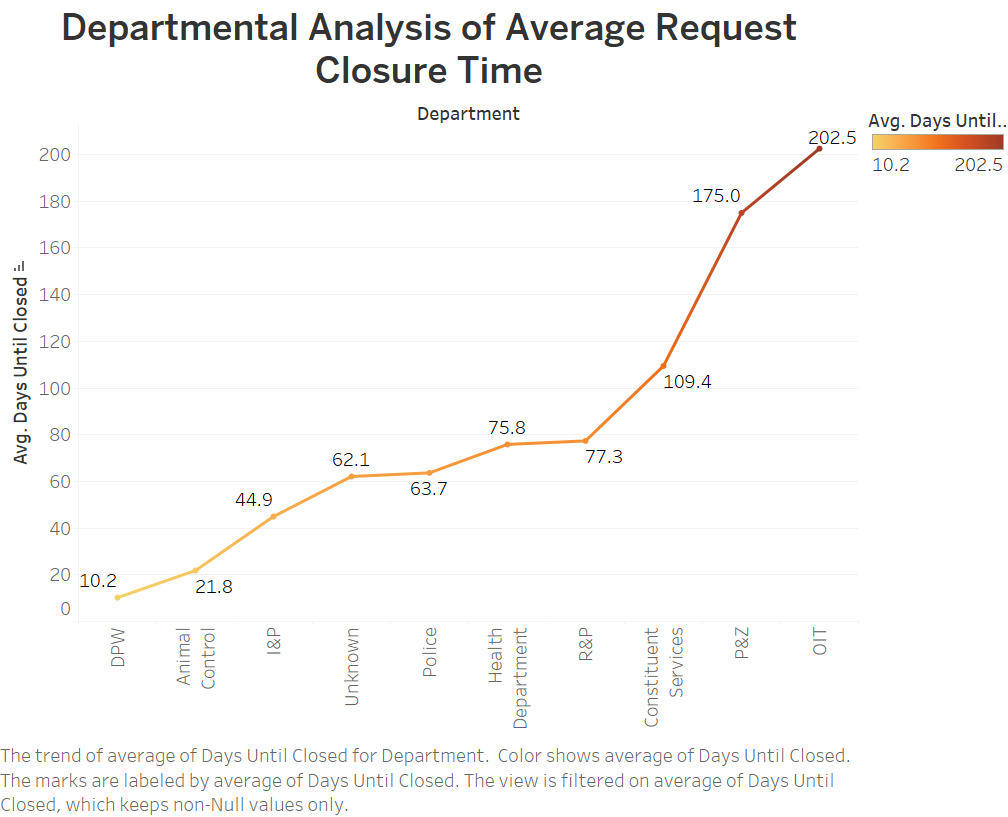 Departmental Analysis of Average Request
Closure Time
Department
Avg. Days Until..
10.2 202.5
Avg. Days Until Closed
200
180
160
140
120
100
80
60
40
20
0
10.2
21.8
44.9
62.1
63.7
75.8
77.3
109.4
175.0
202.5
DPW
Animal
Control
I&P
Unknown
Police
Health
Department
R&P
Constituent
Services
P&Z
OIT
The trend of average of Days Until Closed for Department.  Color shows average of Days Until Closed.
The marks are labeled by average of Days Until Closed. The view is filtered on average of Days Until
Closed, which keeps non-Null values only.